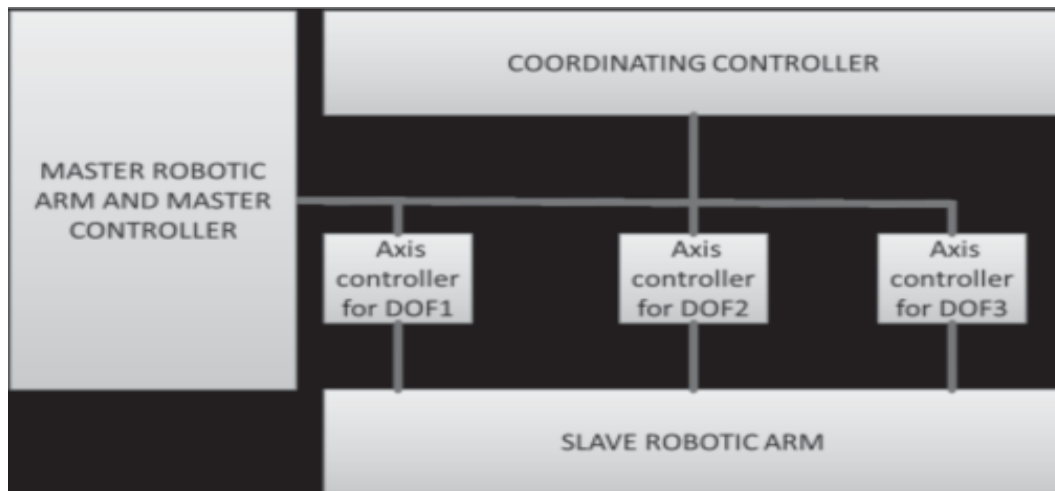 COORDINATING CONTROLLER
MASTER ROBOTIC
ARM AND MASTER
CONTROLLER
Axis
controller
for DOF1
Axis
controller
for DOF2
Axis
controller
for DOF3
SLAVE ROBOTIC ARM